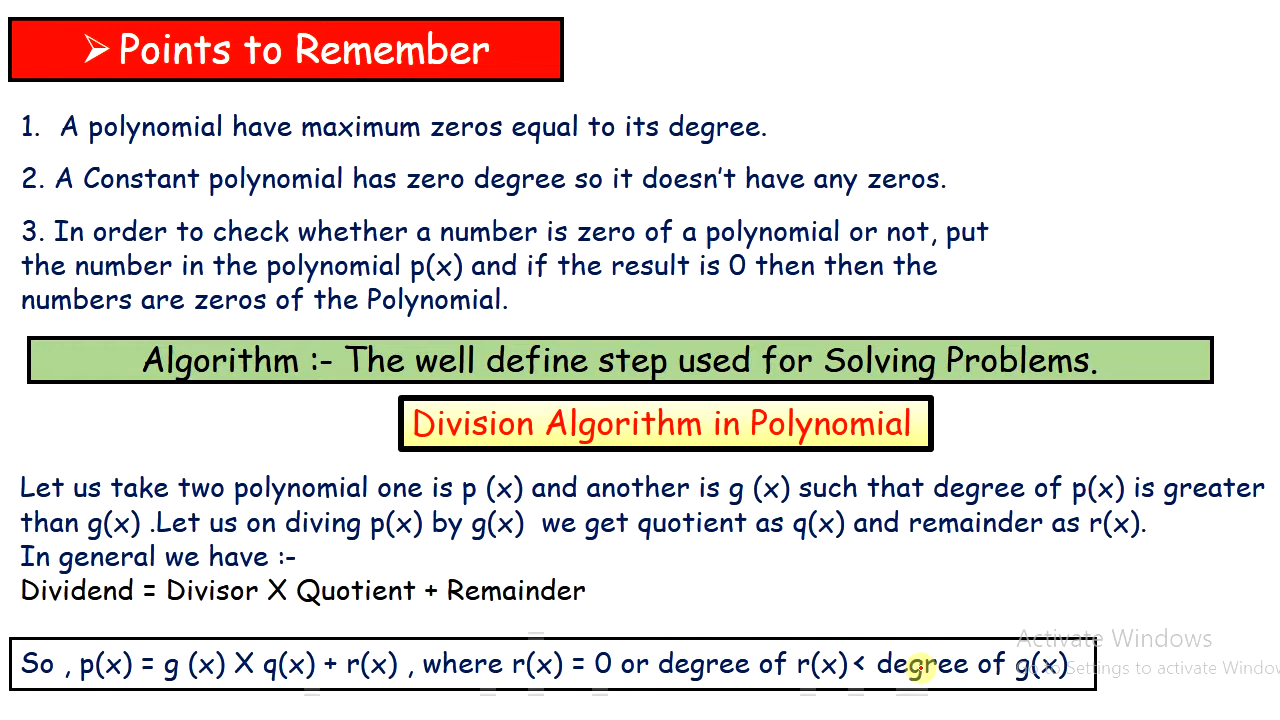 ➢ Points to Remember
1. A polynomial have maximum zeros equal to its degree.
2. A Constant polynomial has zero degree so it doesn't have any zeros.
3. In order to check whether a number is zero of a polynomial or not, put
the number in the polynomial p(x) and if the result is 0 then then the
numbers are zeros of the Polynomial.
Algorithm :- The well define step used for Solving Problems.
Division Algorithm in Polynomial
Let us take two polynomial one is p (x) and another is g (x) such that degree of p(x) is greater
than g(x) .Let us on diving p(x) by g(x) we get quotient as q(x) and remainder as r(x).
In general we have :-
Dividend = Divisor X Quotient + Remainder
Activate Windows
So , p(x) = g (x) X q(x) + r(x) , where r(x) = 0 or degree of r(x) < degree of g(x)
Go to Settings to activate Windows